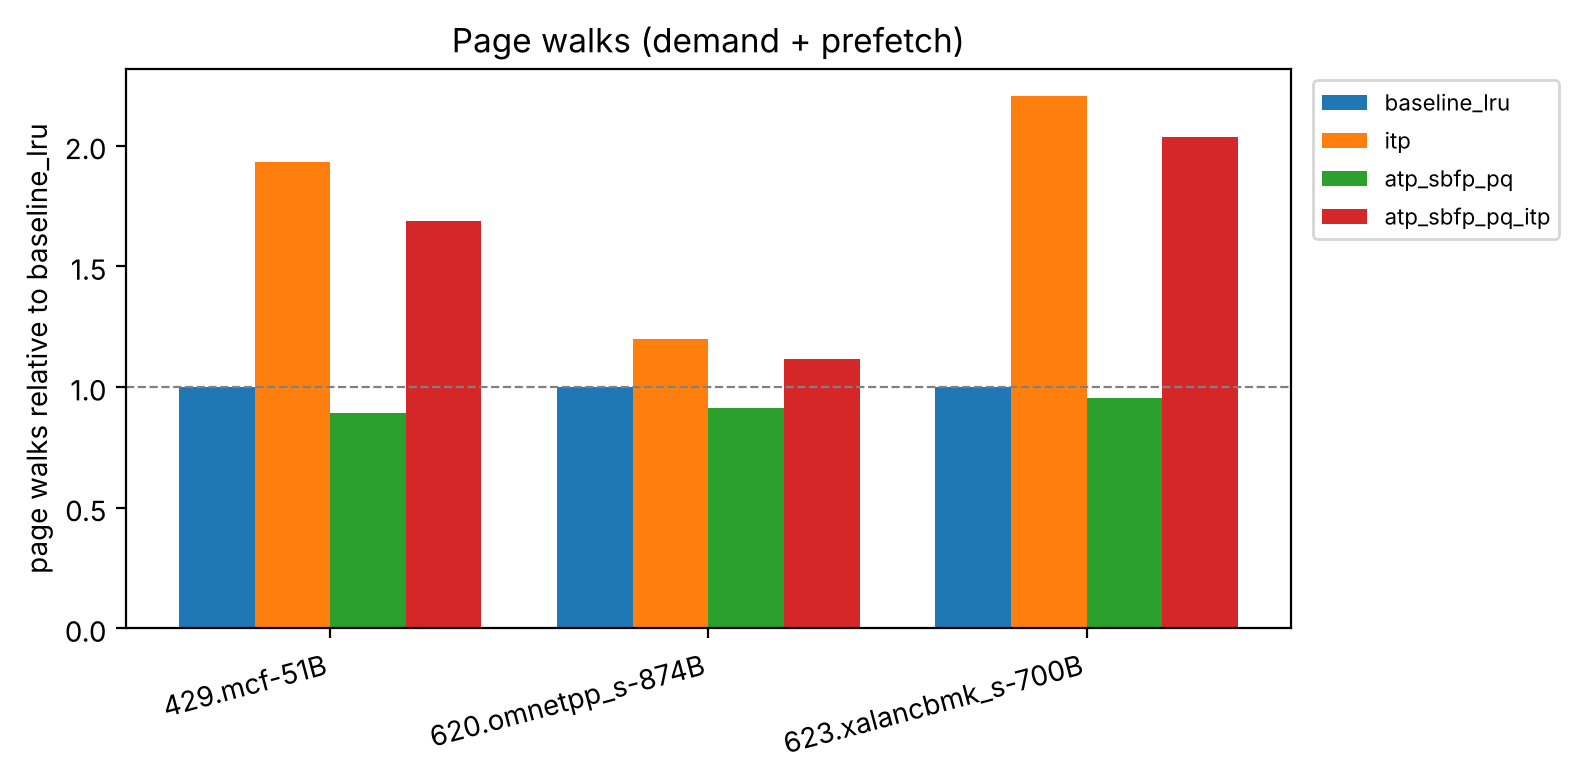 Page walks (demand + prefetch)
page walks relative to baseline_lru
2.0
1.5
1.0
0.5
0.0
429.mcf-51B
620.omnetpp_s-874B
623.xalancbmk_s-700B
baseline_lru
itp
atp_sbfp_pq
atp_sbfp_pq_itp